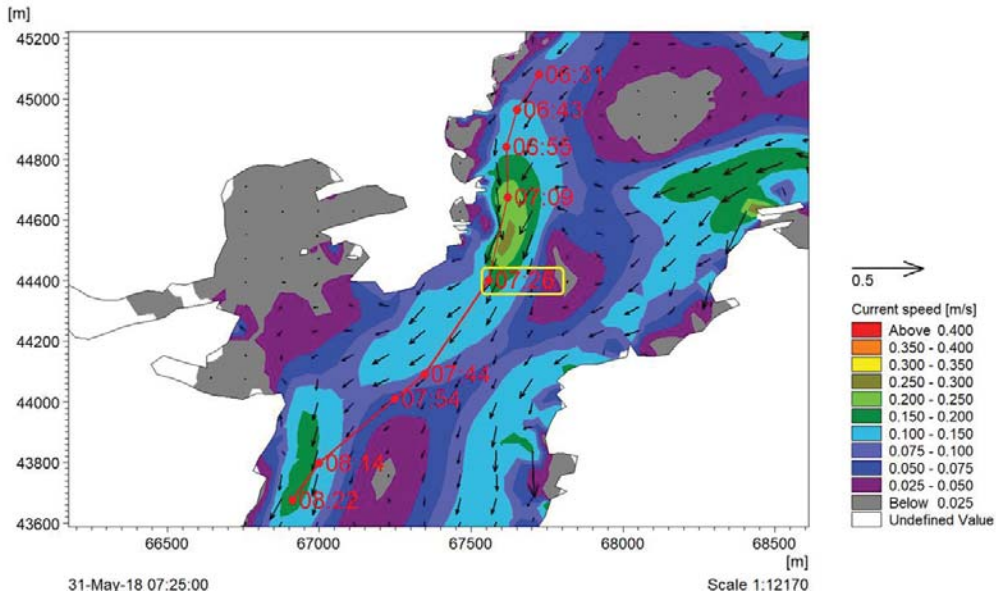 [m]
45200
45000
44800
44600
44400
44200
44000
43800
43600
06:31
06:43
06:55
07:09
07:26
07:44
07:54
08:14
08:22
66500 67000 67500 68000 68500
[m]
31-May-18 07:25:00 Scale 1:12170
0.5
Current speed [m/s]
Above 0.400
0.350 - 0.400
0.300 - 0.350
0.250 - 0.300
0.200 - 0.250
0.150 - 0.200
0.100 - 0.150
0.075 - 0.100
0.050 - 0.075
0.025 - 0.050
Below 0.025
Undefined Value